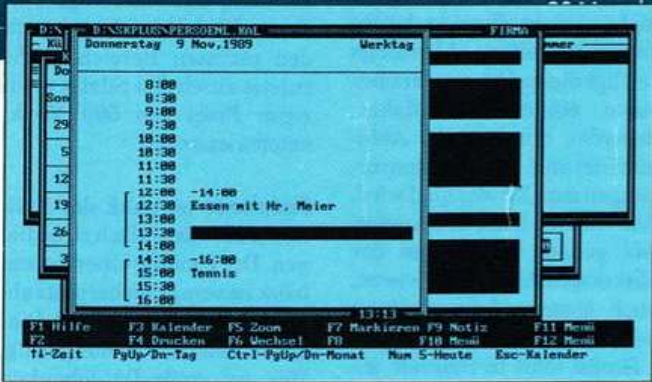 D:\ D:\SKPLUS\PERSOENL.KAL FIRMA
Kü Donnerstag 9 Nov,1989 Werktag mmer
K
Do
8:00
Son 8:30
9:00
29 9:30
10:00
5 10:30
11:00
12 11:30
12:00 -14:00
19 12:30 Essen mit Hr. Meier
13:00
26 13:30
14:00
3 14:30 -16:00
15:00 Tennis
15:30
16:00
13:13
F1 Hilfe F3 Kalender F5 Zoom F7 Markieren F9 Notiz F11 Menü
F2 F4 Drucken F6 Wechsel F8 F10 Menü F12 Menü
↑↓-Zeit PgUp/Dn-Tag Ctrl-PgUp/Dn-Monat Num 5-Heute Esc-Kalender